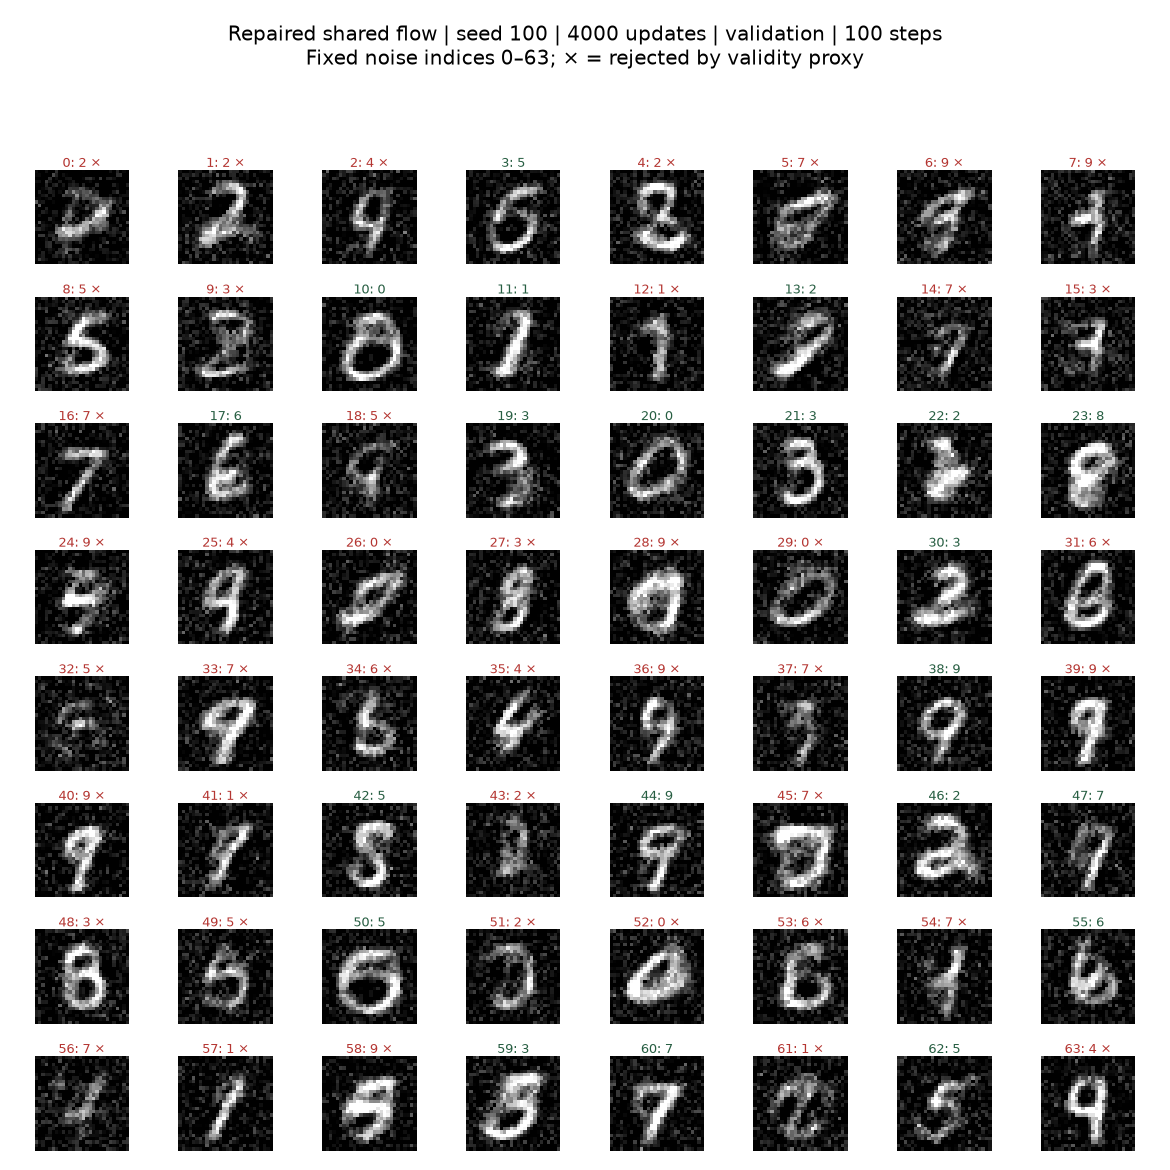 Repaired shared flow | seed 100 | 4000 updates | validation | 100 steps
Fixed noise indices 0–63; × = rejected by validity proxy
0: 2 × 1: 2 × 2: 4 × 3: 5 4: 2 × 5: 7 × 6: 9 × 7: 9 ×
8: 5 × 9: 3 × 10: 0 11: 1 12: 1 × 13: 2 14: 7 × 15: 3 ×
16: 7 × 17: 6 18: 5 × 19: 3 20: 0 21: 3 22: 2 23: 8
24: 9 × 25: 4 × 26: 0 × 27: 3 × 28: 9 × 29: 0 × 30: 3 31: 6 ×
32: 5 × 33: 7 × 34: 6 × 35: 4 × 36: 9 × 37: 7 × 38: 9 39: 9 ×
40: 9 × 41: 1 × 42: 5 43: 2 × 44: 9 45: 7 × 46: 2 47: 7
48: 3 × 49: 5 × 50: 5 51: 2 × 52: 0 × 53: 6 × 54: 7 × 55: 6
56: 7 × 57: 1 × 58: 9 × 59: 3 60: 7 61: 1 × 62: 5 63: 4 ×